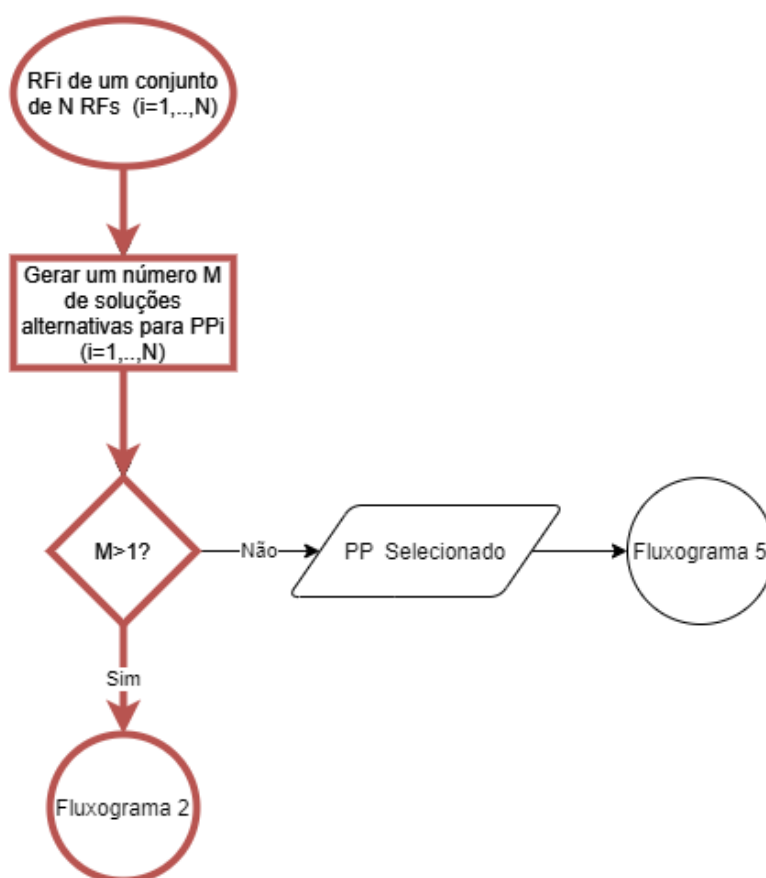 RFi de um conjunto
de N RFs (i=1,..,N)
Gerar um número M
de soluções
alternativas para PPi
(i=1,..,N)
M>1?
Não
PP Selecionado
Fluxograma 5
Sim
Fluxograma 2